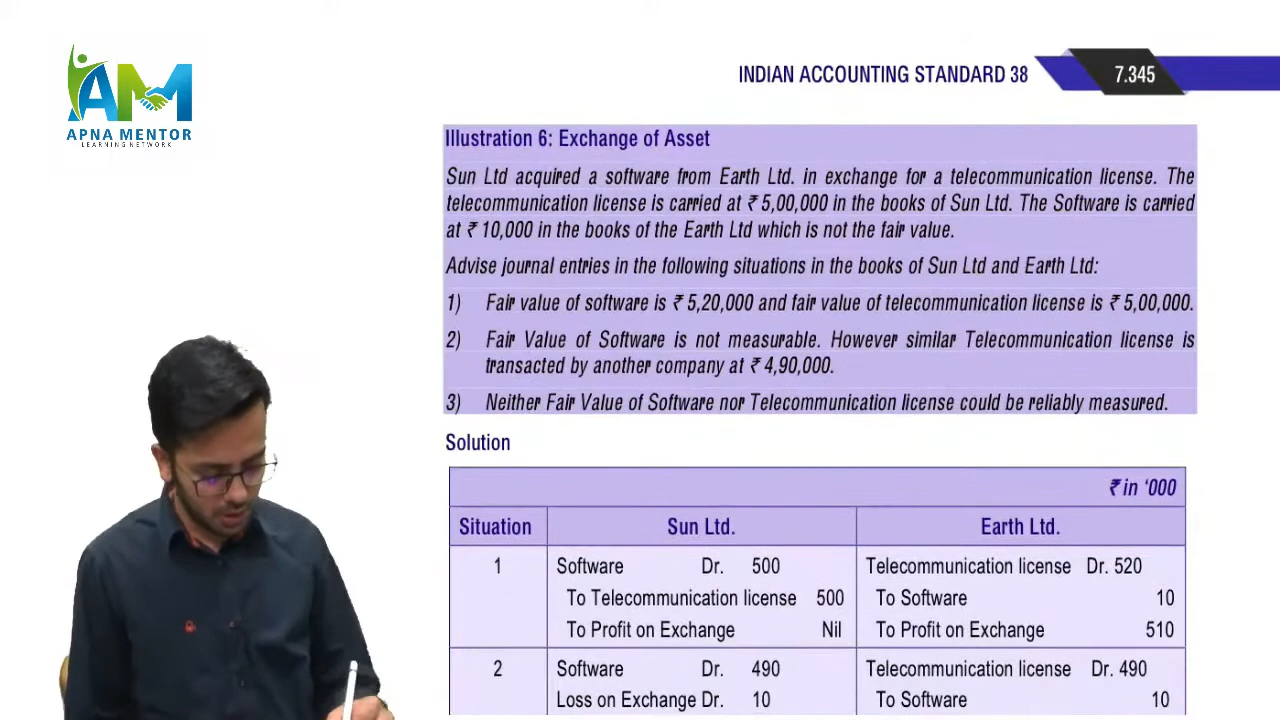 AM
APNA MENTOR
LEARNING NETWORK
INDIAN ACCOUNTING STANDARD 38
7.345
Illustration 6: Exchange of Asset
Sun Ltd acquired a software from Earth Ltd. in exchange for a telecommunication license. The
telecommunication license is carried at ₹ 5,00,000 in the books of Sun Ltd. The Software is carried
at ₹ 10,000 in the books of the Earth Ltd which is not the fair value.
Advise journal entries in the following situations in the books of Sun Ltd and Earth Ltd:
1) Fair value of software is ₹ 5,20,000 and fair value of telecommunication license is ₹ 5,00,000.
2) Fair Value of Software is not measurable. However similar Telecommunication license is
transacted by another company at ₹ 4,90,000.
3) Neither Fair Value of Software nor Telecommunication license could be reliably measured.
Solution
₹ in ‘000
Situation Sun Ltd. Earth Ltd.
1 Software Dr. 500 Telecommunication license Dr. 520
To Telecommunication license 500 To Software 10
To Profit on Exchange Nil To Profit on Exchange 510
2 Software Dr. 490 Telecommunication license Dr. 490
Loss on Exchange Dr. 10 To Software 10